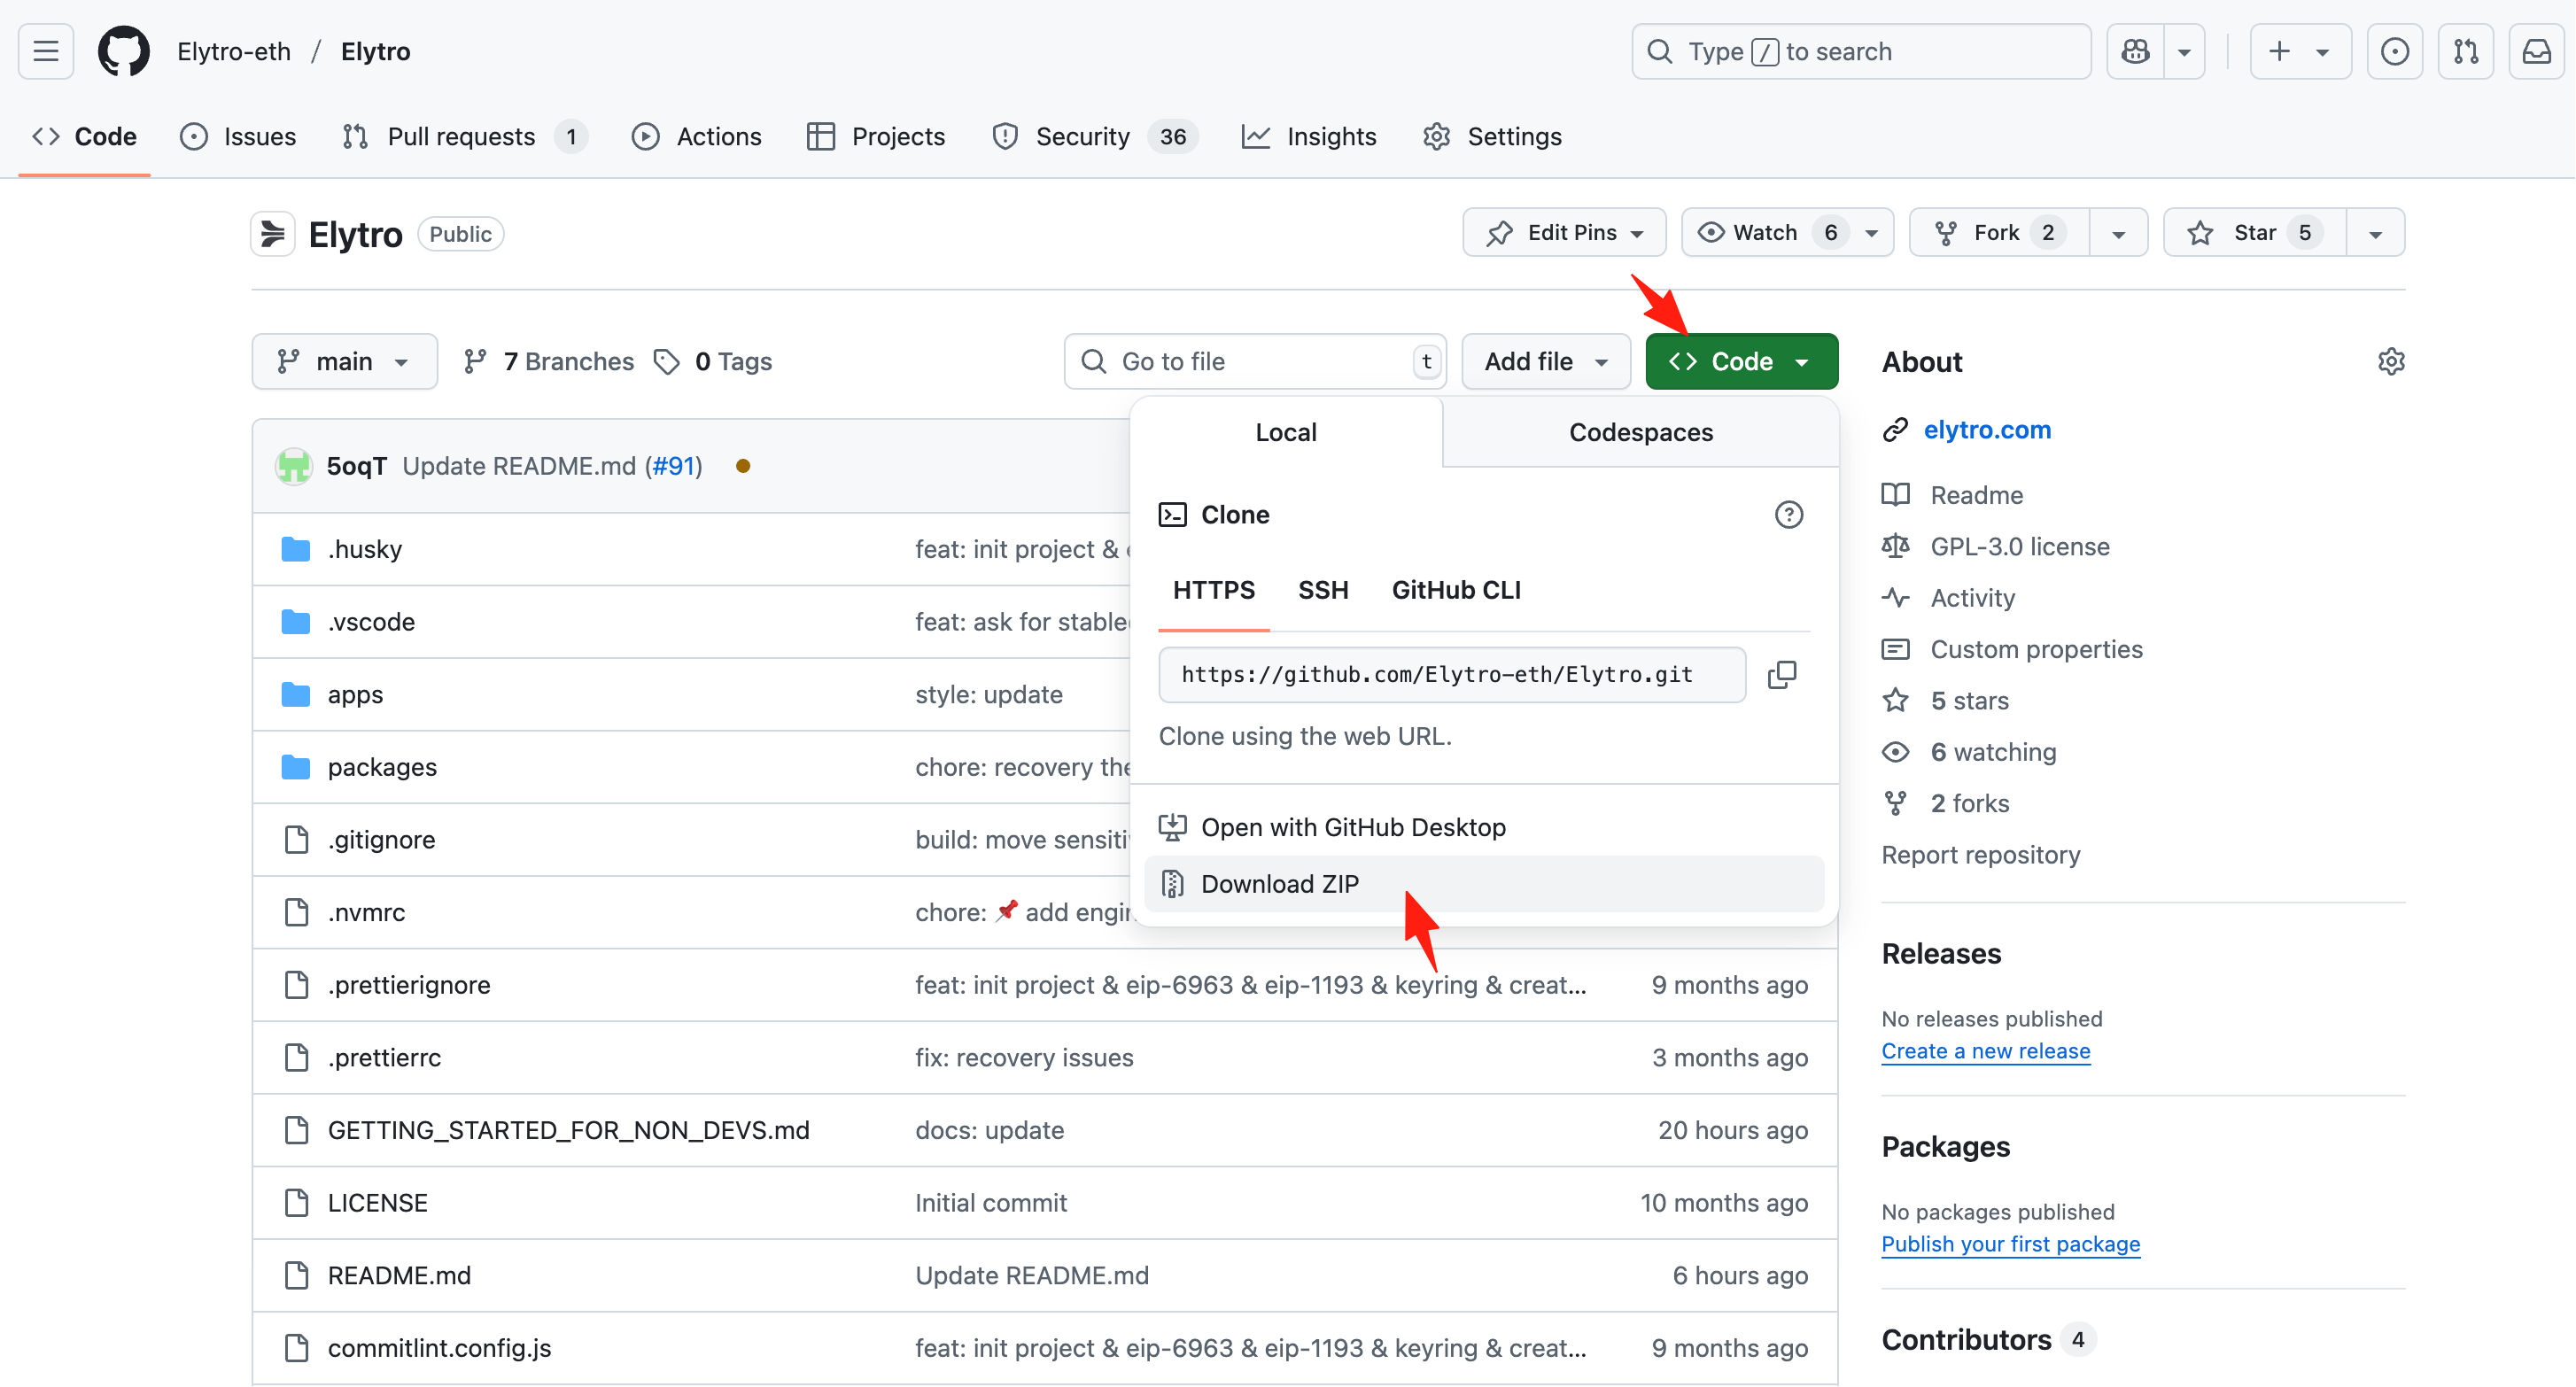 Elytro-eth / Elytro
Type / to search
Code
Issues
Pull requests 1
Actions
Projects
Security 36
Insights
Settings
Elytro Public
Edit Pins
Watch 6
Fork 2
Star 5
main
7 Branches
0 Tags
Go to file t
Add file
Code
Local
Codespaces
Clone
HTTPS
SSH
GitHub CLI
https://github.com/Elytro-eth/Elytro.git
Clone using the web URL.
Open with GitHub Desktop
Download ZIP
5oqT Update README.md (#91)
.husky feat: init project &
.vscode feat: ask for
apps style: update
packages chore: recovery
.gitignore build: move
.nvmrc chore: 📌 add
.prettierignore feat: init project & eip-6963 & eip-1193 & keyring & creat... 9 months ago
.prettierrc fix: recovery issues 3 months ago
GETTING_STARTED_FOR_NON_DEVS.md docs: update 20 hours ago
LICENSE Initial commit 10 months ago
README.md Update README.md 6 hours ago
commitlint.config.js feat: init project & eip-6963 & eip-1193 & keyring & creat... 9 months ago
About
elytro.com
Readme
GPL-3.0 license
Activity
Custom properties
5 stars
6 watching
2 forks
Report repository
Releases
No releases published
Create a new release
Packages
No packages published
Publish your first package
Contributors 4